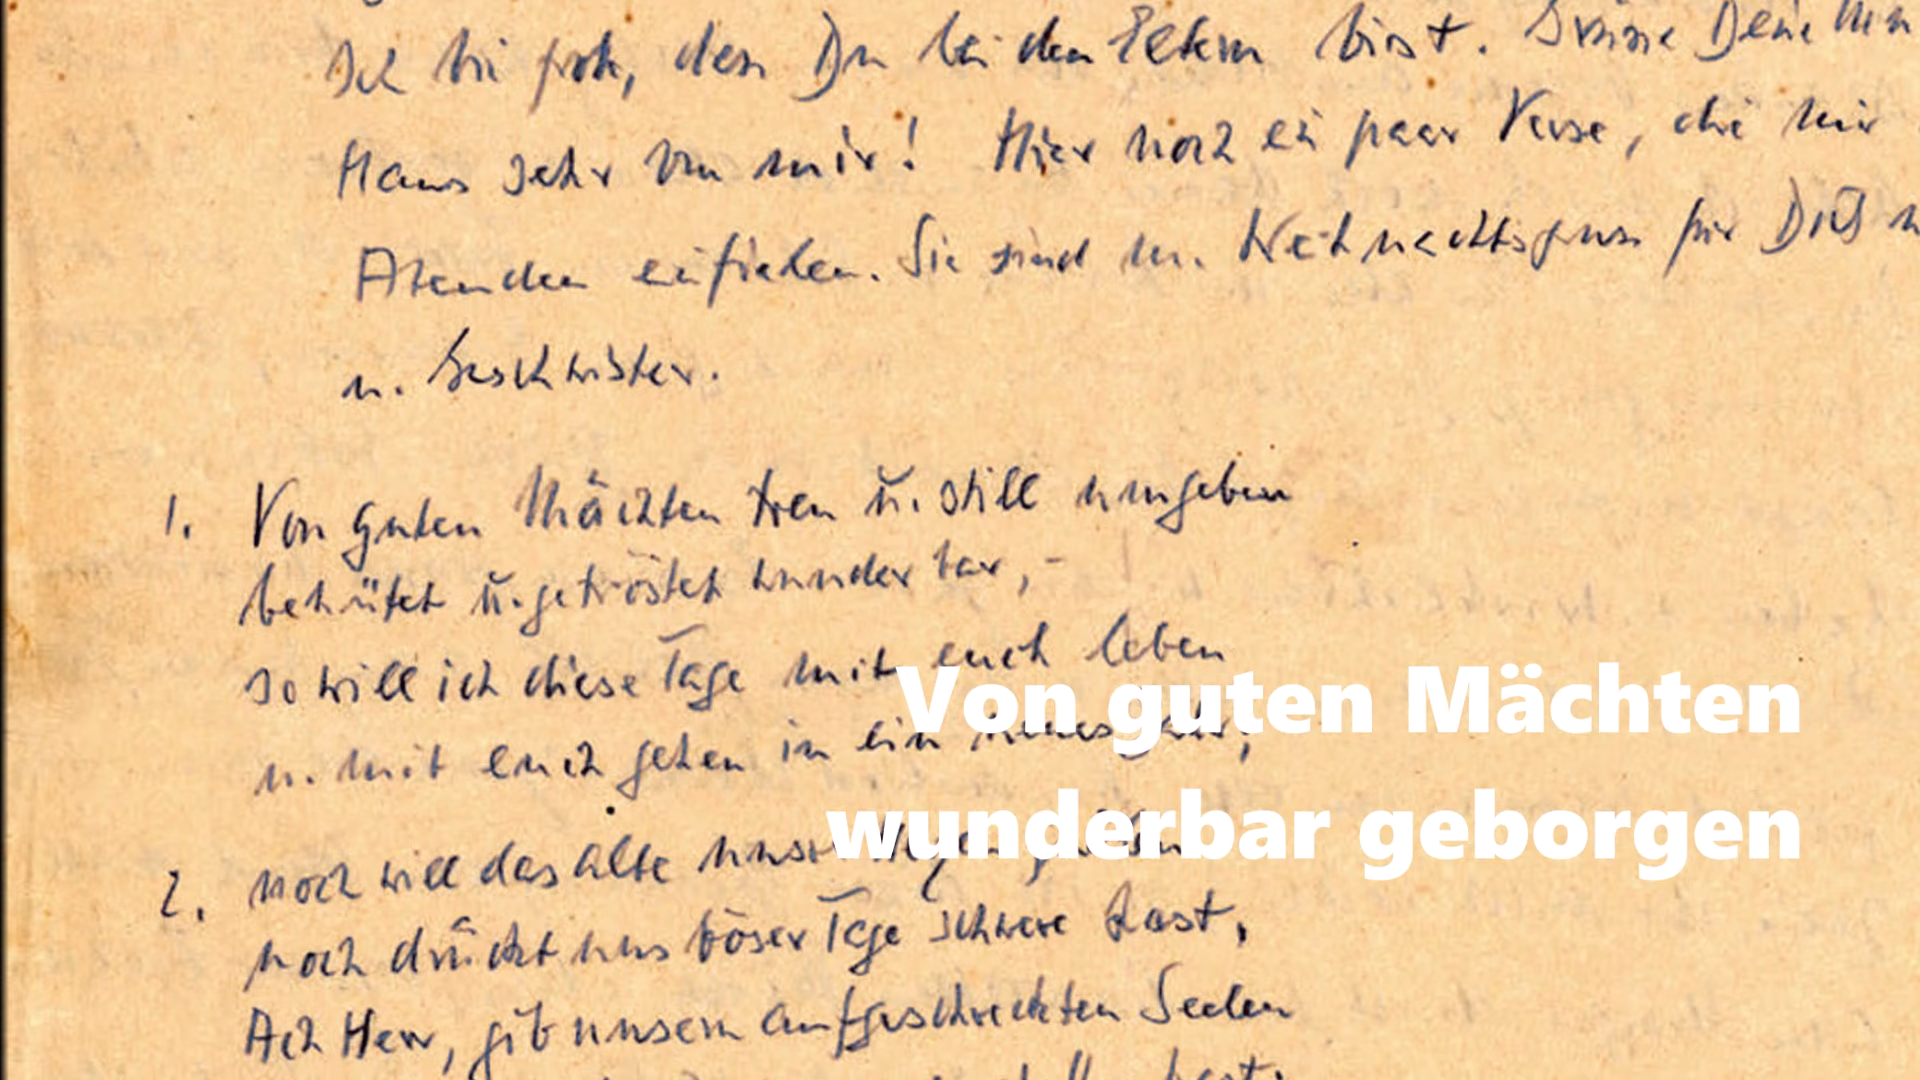 Ich bin froh, dass Du bei den Eltern bist. Grüsse Deine
Haus sehr von mir! Hier noch ein paar Verse, die mir
Abenden einfielen. Sie sind m. Weihnachtsgruss für Dich
u. Geschwister.
1. Von guten Mächten treu u. still umgeben
behütet u. getröstet wunderbar, -
so will ich diese Tage mit euch leben
u. mit euch gehen in ein neues Jahr;
Von guten Mächten
wunderbar geborgen
2. noch will das alte unsre
noch drückt uns böser Tage schwere Last,
Ach Herr, gib unsern aufgeschreckten Seelen